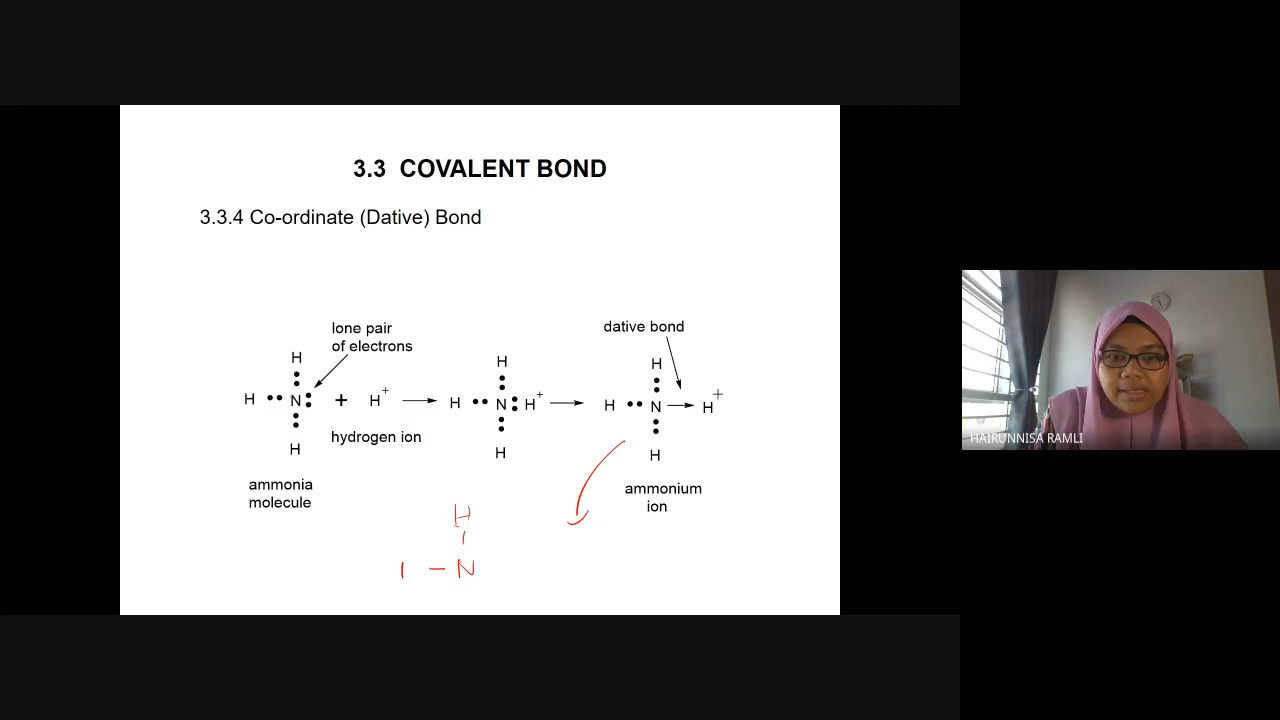 3.3 COVALENT BOND
3.3.4 Co-ordinate (Dative) Bond
lone pair
of electrons
dative bond
H
H
H
H N + H+
H N H+
H N H+
H
H
H
hydrogen ion
ammonia
molecule
ammonium
ion
H
N
HAIRUNNISA RAMLI